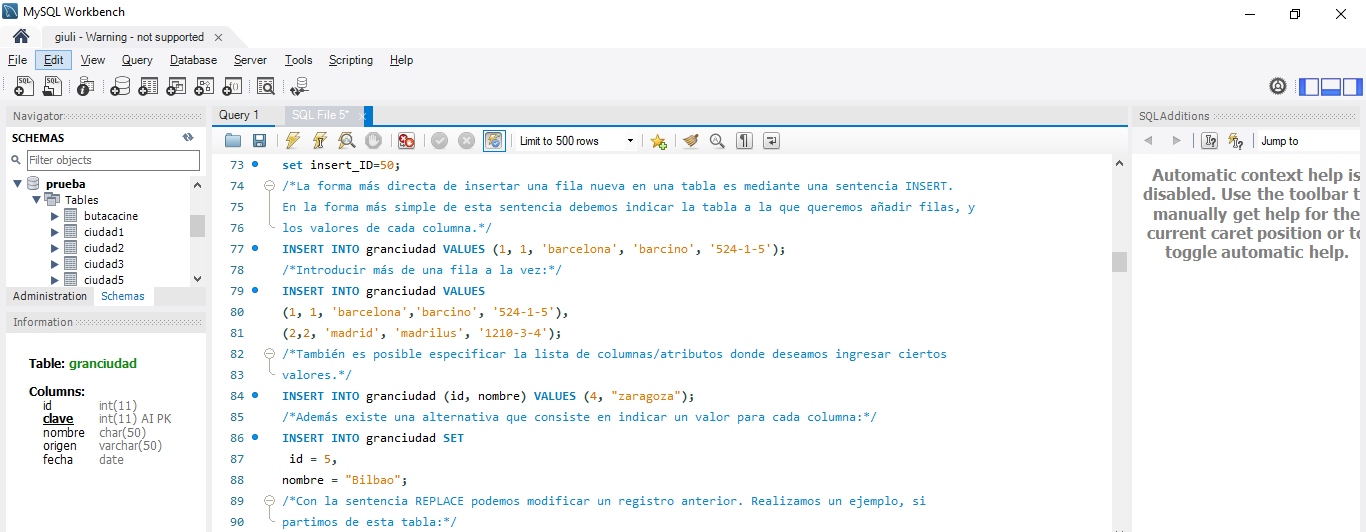 MySQL Workbench
giuli - Warning - not supported
File Edit View Query Database Server Tools Scripting Help
Navigator
SCHEMAS
Filter objects
prueba
Tables
butacacine
ciudad1
ciudad2
ciudad3
ciudad5
Administration Schemas
Information
Table: granciudad
Columns:
id int(11)
clave int(11) AI PK
nombre char(50)
origen varchar(50)
fecha date
Query 1 SQL File 5*
Limit to 500 rows
73 set insert_ID=50;
74 /*La forma más directa de insertar una fila nueva en una tabla es mediante una sentencia INSERT.
75 En la forma más simple de esta sentencia debemos indicar la tabla a la que queremos añadir filas, y
76 los valores de cada columna.*/
77 INSERT INTO granciudad VALUES (1, 1, 'barcelona', 'barcino', '524-1-5');
78 /*Introducir más de una fila a la vez:*/
79 INSERT INTO granciudad VALUES
80 (1, 1, 'barcelona','barcino', '524-1-5'),
81 (2,2, 'madrid', 'madrilus', '1210-3-4');
82 /*También es posible especificar la lista de columnas/atributos donde deseamos ingresar ciertos
83 valores.*/
84 INSERT INTO granciudad (id, nombre) VALUES (4, "zaragoza");
85 /*Además existe una alternativa que consiste en indicar un valor para cada columna:*/
86 INSERT INTO granciudad SET
87 id = 5,
88 nombre = "Bilbao";
89 /*Con la sentencia REPLACE podemos modificar un registro anterior. Realizamos un ejemplo, si
90 partimos de esta tabla:*/
SQLAdditions
Jump to
Automatic context help is
disabled. Use the toolbar t
manually get help for the
current caret position or to
toggle automatic help.